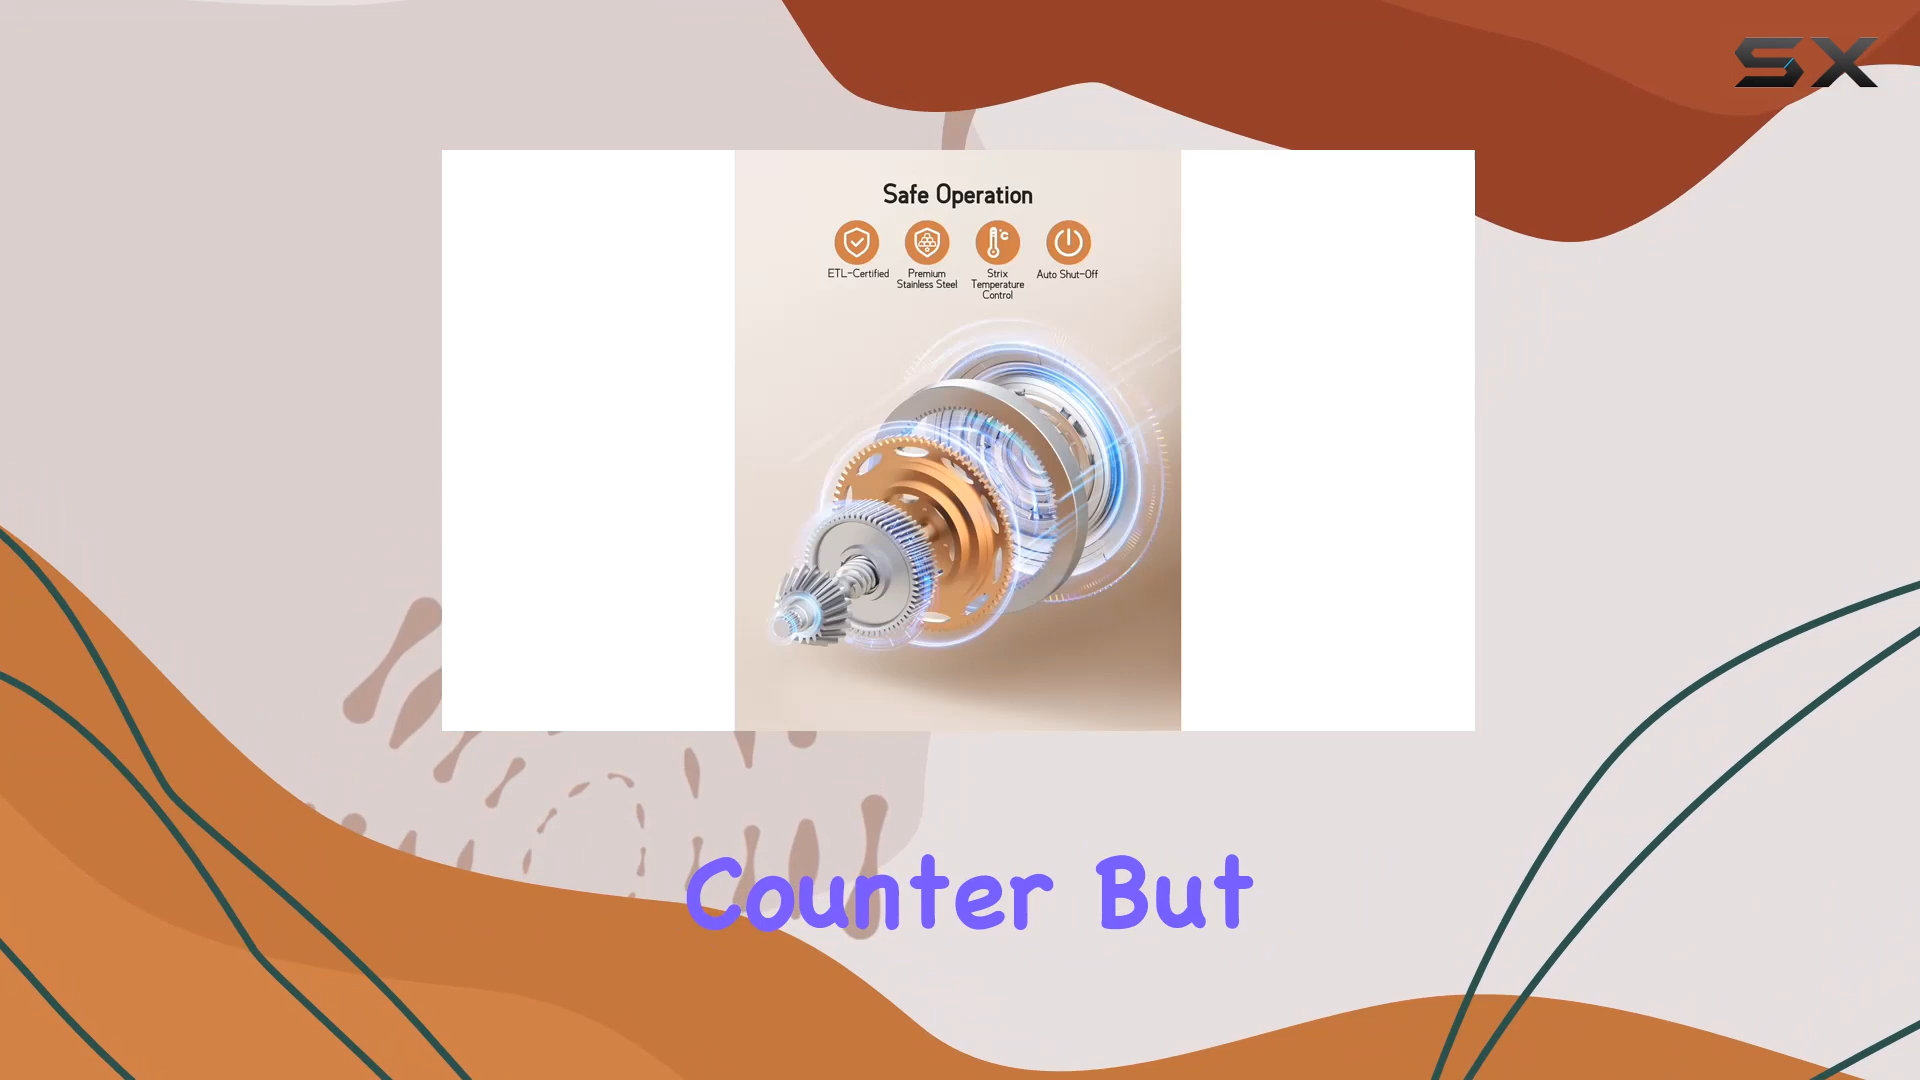 SX
Safe Operation
ETL-Certified
Premium
Stainless Steel
Strix
Temperature
Control
Auto Shut-Off
Counter But